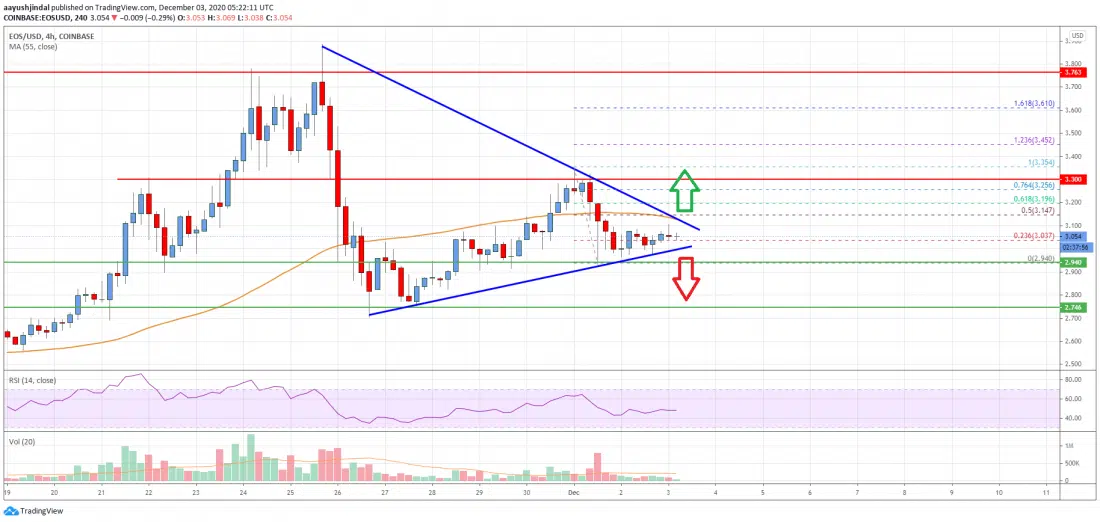 aayushjindal published on TradingView.com, December 03, 2020 05:22:11 UTC
COINBASE:EOSUSD, 240 3.054 ▼ −0.009 (−0.29%) O:3.053 H:3.069 L:3.038 C:3.054
EOS/USD, 4h, COINBASE
MA (55, close)
USD
3.800
3.763
1.618(3.610)
3.600
3.500
1.236(3.452)
3.400
1(3.354)
3.300
0.764(3.256)
0.618(3.196)
3.200
0.5(3.147)
3.100
0.236(3.037)
3.054
02:37:56
0(2.940)
2.940
2.900
2.800
2.746
2.700
2.600
2.500
RSI (14, close)
80.00
60.00
40.00
Vol (20)
1M
500K
0
19 20 21 22 23 24 25 26 27 28 29 30 Dec 2 3 4 5 6 7 8 9 10 11
TradingView